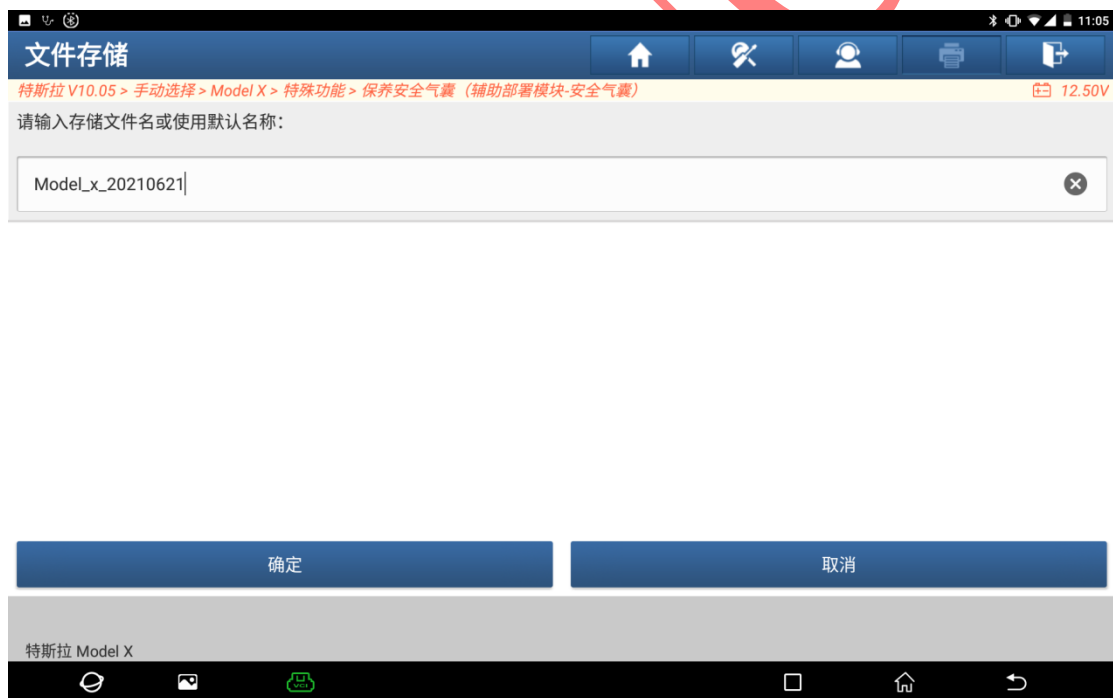 11:05
文件存储
特斯拉 V10.05 > 手动选择 > Model X > 特殊功能 > 保养安全气囊（辅助部署模块-安全气囊）
12.50V
请输入存储文件名或使用默认名称：
Model_x_20210621
确定
取消
特斯拉 Model X
VCI